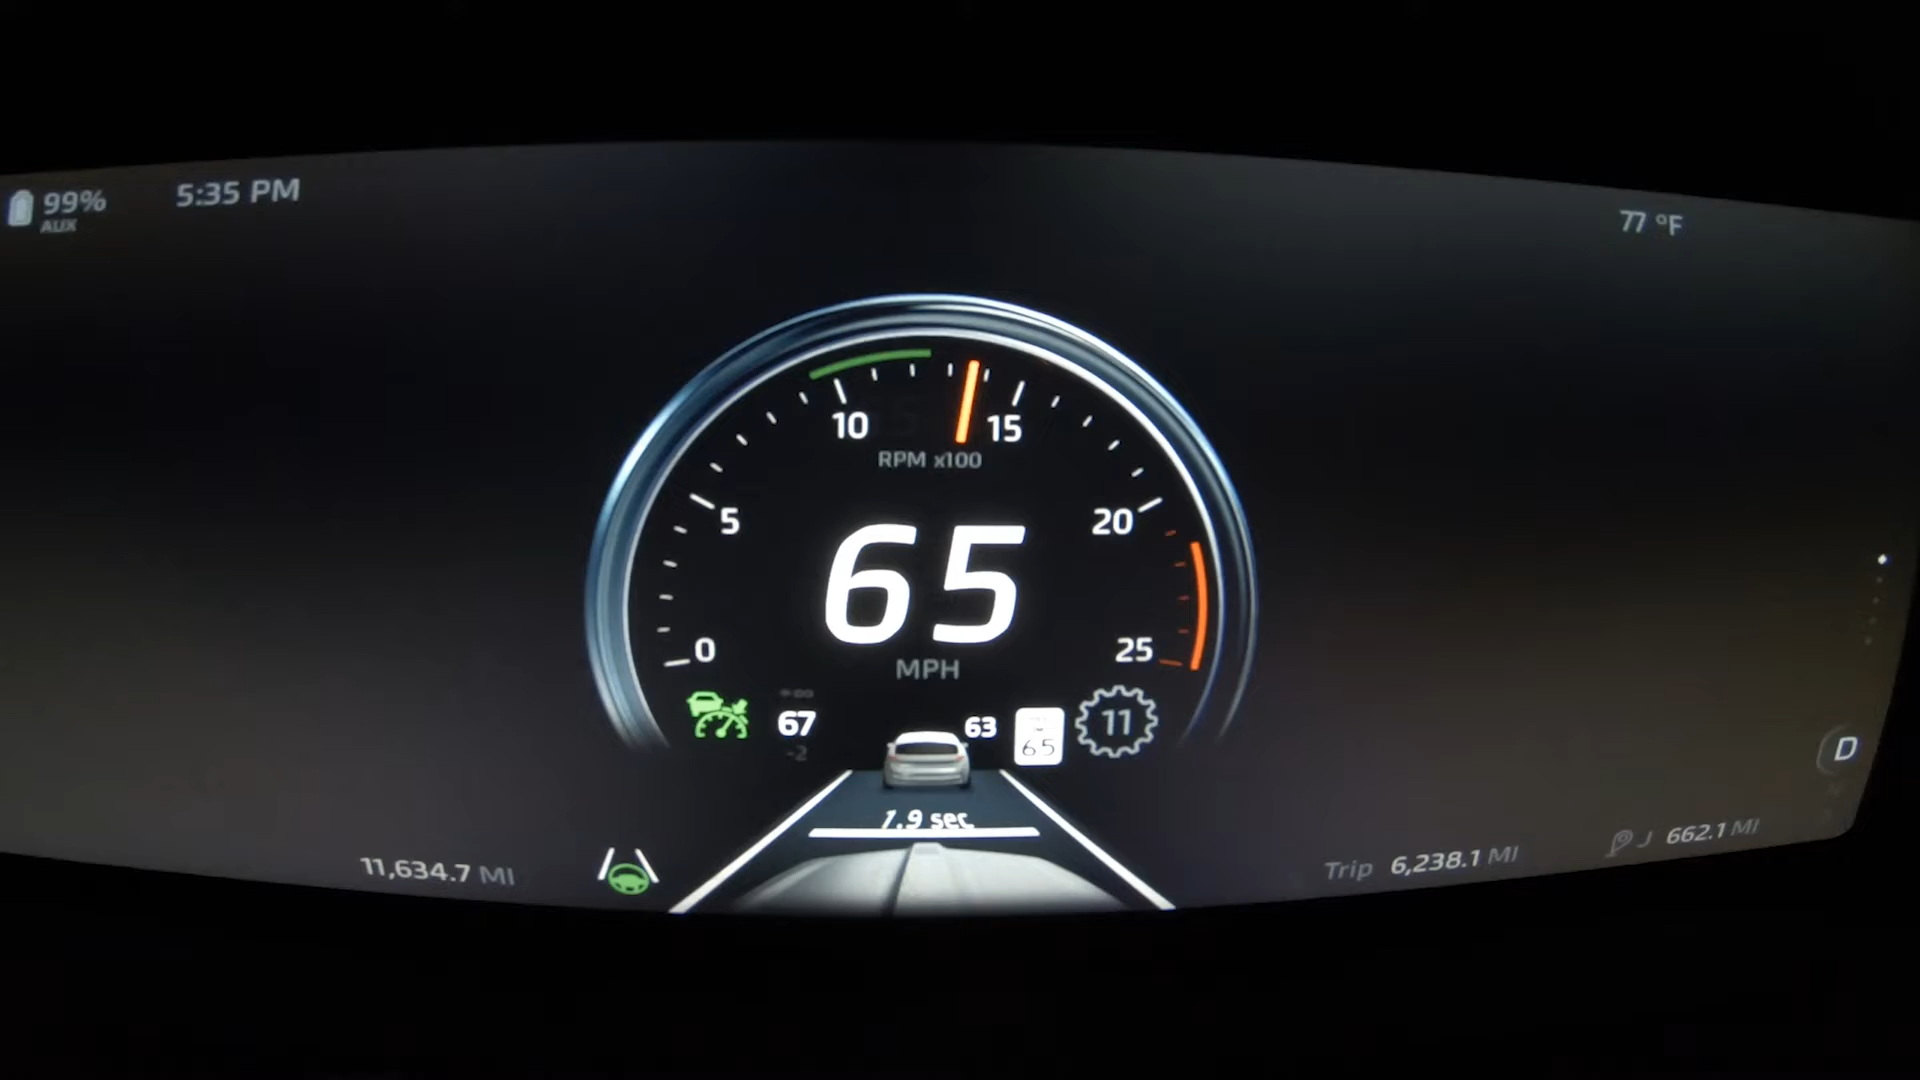 99%
AUX
5:35 PM
77 °F
10
15
RPM x100
5
20
65
0
25
MPH
67
-2
63
65
11
D
1.9 sec
11,634.7 MI
Trip 6,238.1 MI
J 662.1 MI